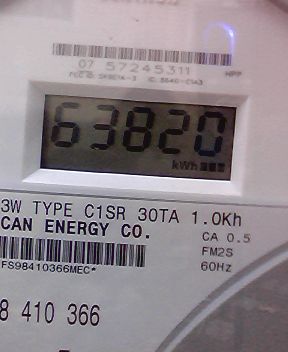 07 57245311 HPP
63820
kWh
3W TYPE C1SR 30TA 1.0Kh
CAN ENERGY CO.
CA 0.5
FM2S
60Hz
FS98410366MEC*
8 410 366